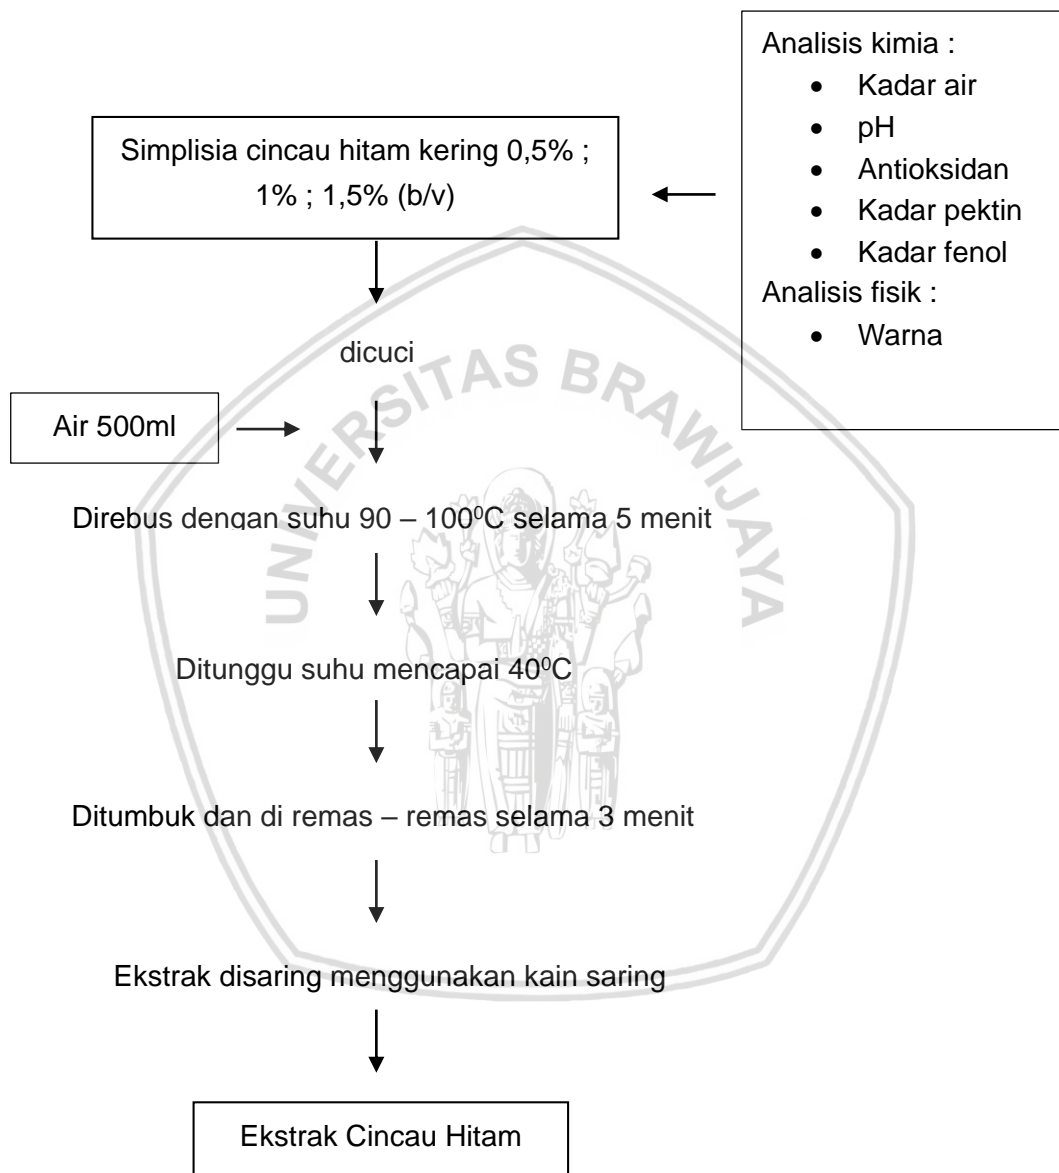 Analisis kimia :
• Kadar air
• pH
• Antioksidan
• Kadar pektin
• Kadar fenol
Analisis fisik :
• Warna
Simplisia cincau hitam kering 0,5% ;
1% ; 1,5% (b/v)
dicuci
Air 500ml
Direbus dengan suhu 90 – 100⁰C selama 5 menit
Ditunggu suhu mencapai 40⁰C
Ditumbuk dan di remas – remas selama 3 menit
Ekstrak disaring menggunakan kain saring
Ekstrak Cincau Hitam
UNIVERSITAS BRAWIJAYA